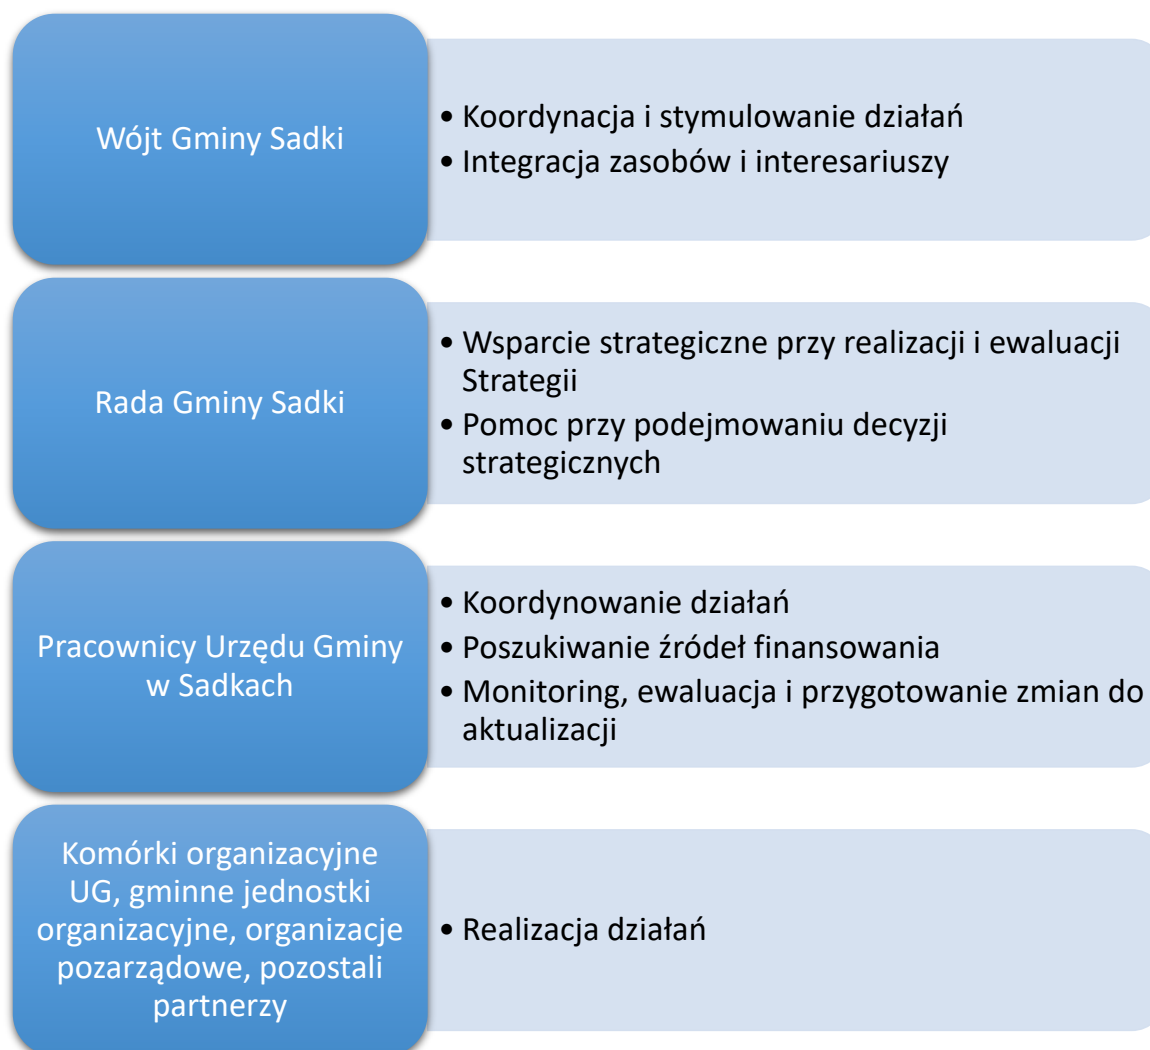 Wójt Gminy Sadki
• Koordynacja i stymulowanie działań
• Integracja zasobów i interesariuszy
Rada Gminy Sadki
• Wsparcie strategiczne przy realizacji i ewaluacji
Strategii
• Pomoc przy podejmowaniu decyzji
strategicznych
Pracownicy Urzędu Gminy
w Sadkach
• Koordynowanie działań
• Poszukiwanie źródeł finansowania
• Monitoring, ewaluacja i przygotowanie zmian do
aktualizacji
Komórki organizacyjne
UG, gminne jednostki
organizacyjne, organizacje
pozarządowe, pozostali
partnerzy
• Realizacja działań